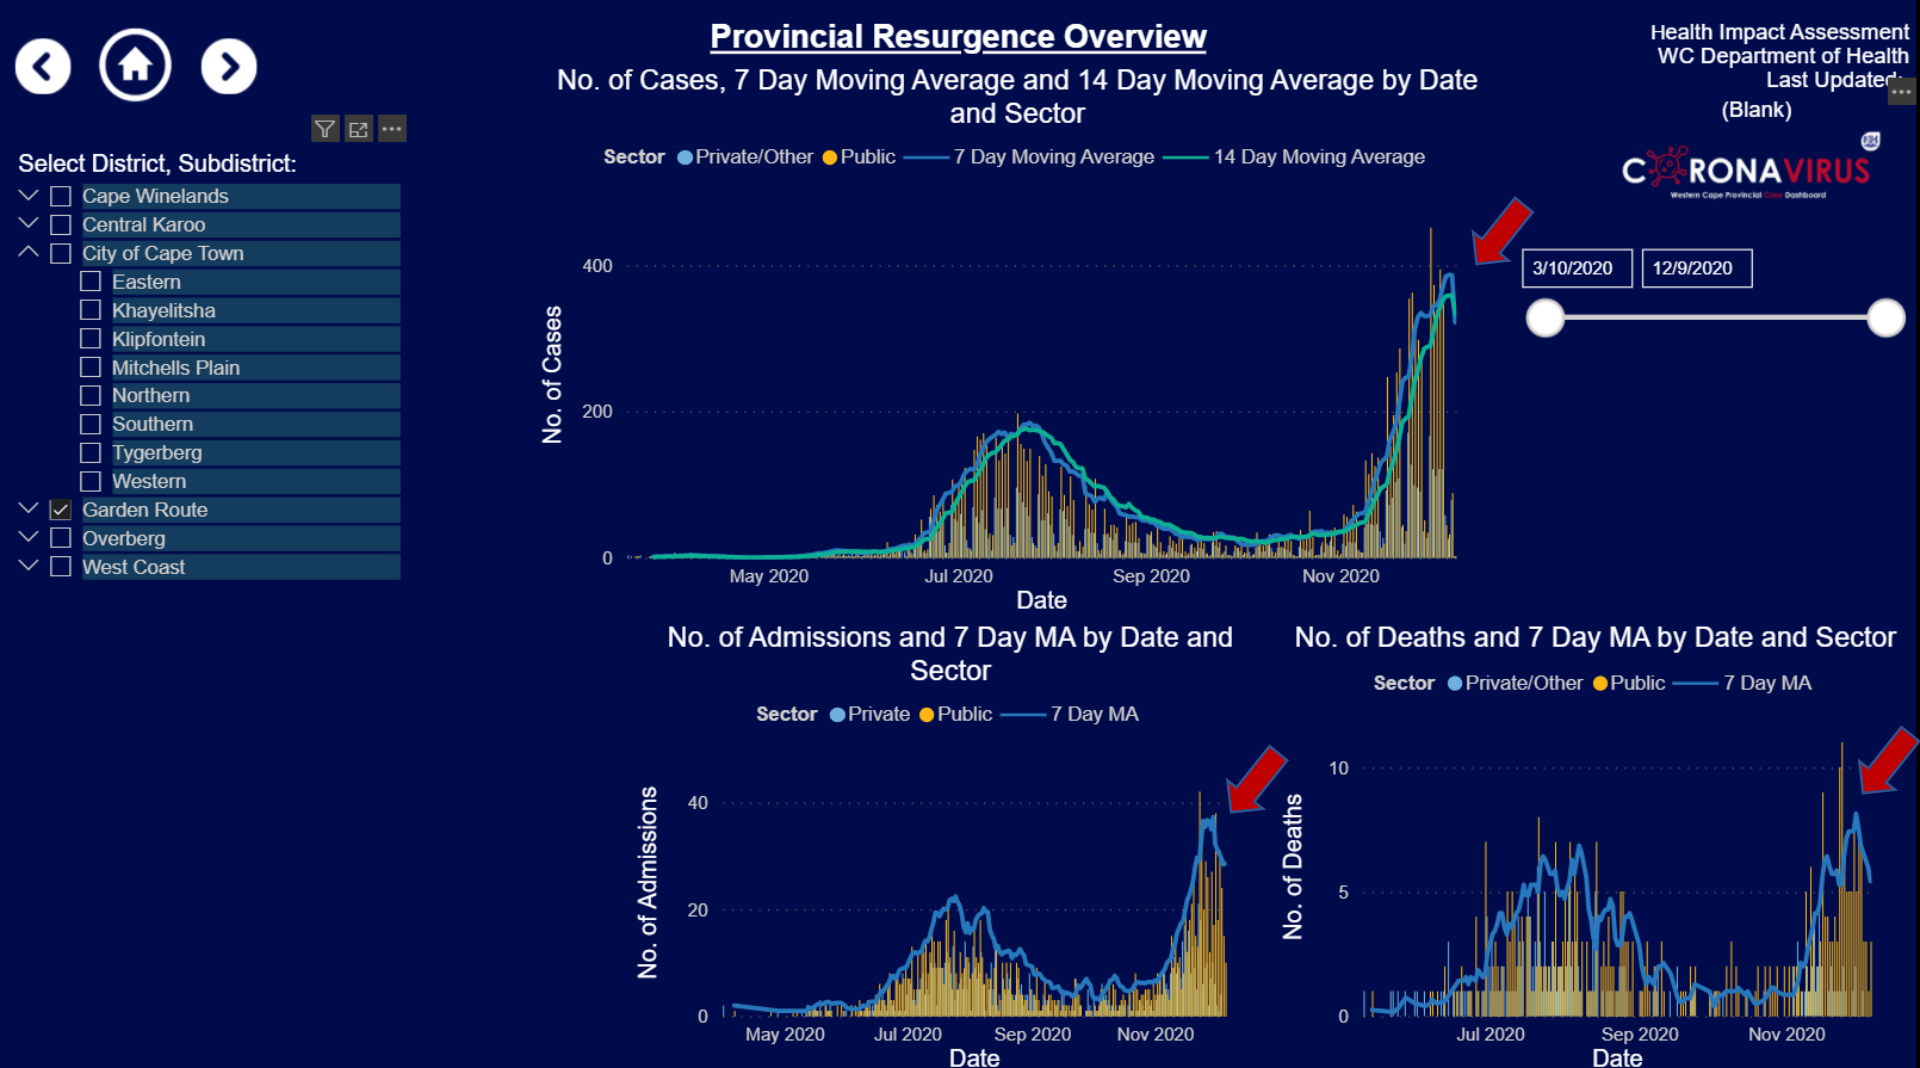 Provincial Resurgence Overview
Health Impact Assessment
WC Department of Health
Last Updated:
(Blank)
CORONAVIRUS
Western Cape Provincial Case Dashboard
3/10/2020
12/9/2020
Select District, Subdistrict:
Cape Winelands
Central Karoo
City of Cape Town
Eastern
Khayelitsha
Klipfontein
Mitchells Plain
Northern
Southern
Tygerberg
Western
Garden Route
Overberg
West Coast
No. of Cases, 7 Day Moving Average and 14 Day Moving Average by Date
and Sector
Sector Private/Other Public 7 Day Moving Average 14 Day Moving Average
No. of Cases
400
200
0
May 2020 Jul 2020 Sep 2020 Nov 2020
Date
No. of Admissions and 7 Day MA by Date and
Sector
Sector Private Public 7 Day MA
No. of Admissions
40
20
0
May 2020 Jul 2020 Sep 2020 Nov 2020
Date
No. of Deaths and 7 Day MA by Date and Sector
Sector Private/Other Public 7 Day MA
No. of Deaths
10
5
0
Jul 2020 Sep 2020 Nov 2020
Date